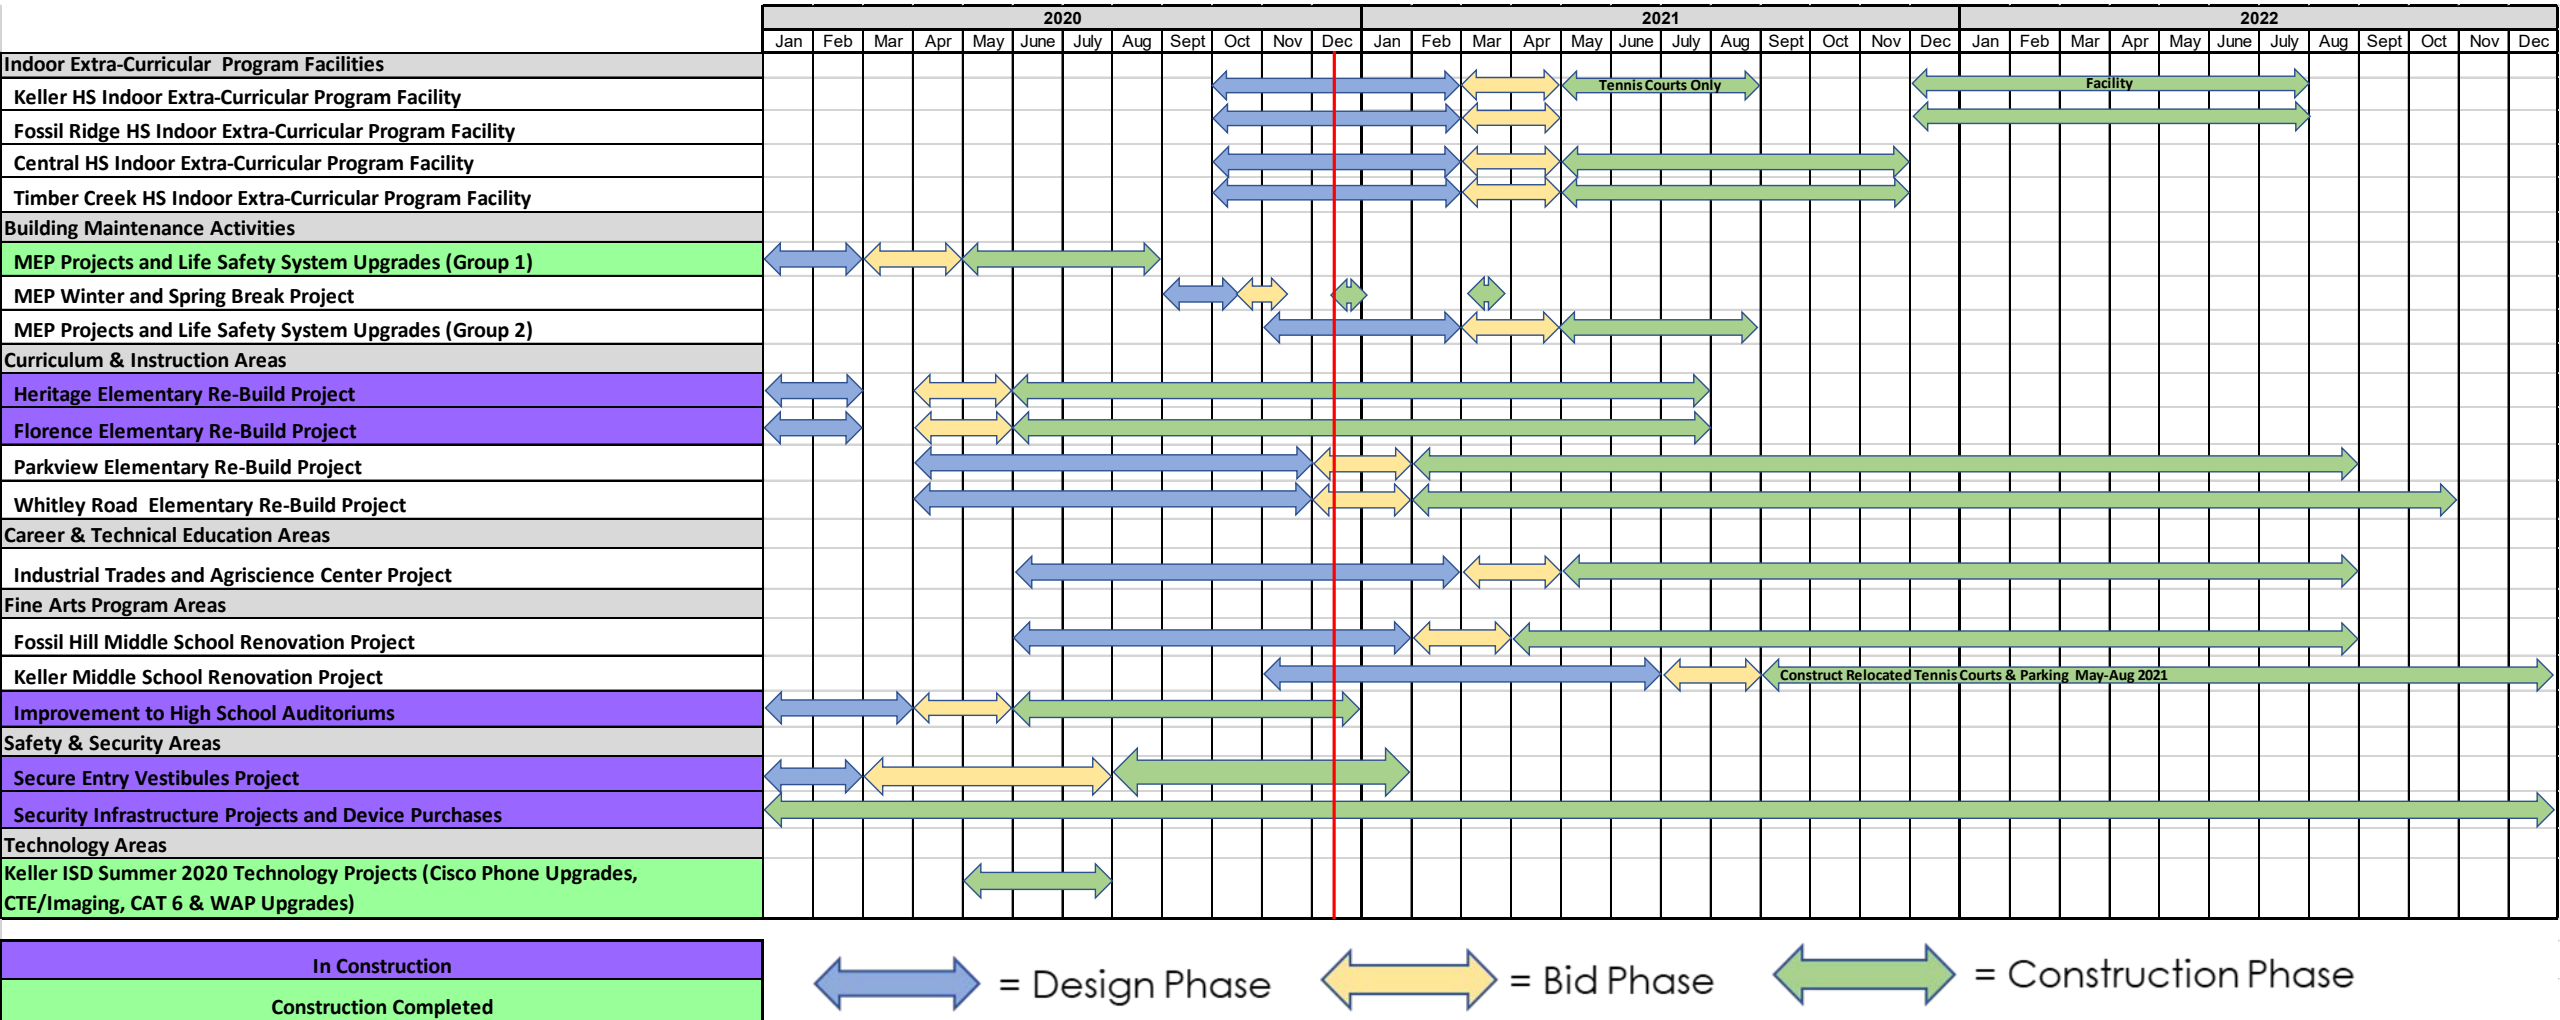 2020 2021 2022
Jan Feb Mar Apr May June July Aug Sept Oct Nov Dec Jan Feb Mar Apr May June July Aug Sept Oct Nov Dec Jan Feb Mar Apr May June July Aug Sept Oct Nov Dec
Indoor Extra-Curricular Program Facilities
Keller HS Indoor Extra-Curricular Program Facility
Tennis Courts Only
Facility
Fossil Ridge HS Indoor Extra-Curricular Program Facility
Central HS Indoor Extra-Curricular Program Facility
Timber Creek HS Indoor Extra-Curricular Program Facility
Building Maintenance Activities
MEP Projects and Life Safety System Upgrades (Group 1)
MEP Winter and Spring Break Project
MEP Projects and Life Safety System Upgrades (Group 2)
Curriculum & Instruction Areas
Heritage Elementary Re-Build Project
Florence Elementary Re-Build Project
Parkview Elementary Re-Build Project
Whitley Road Elementary Re-Build Project
Career & Technical Education Areas
Industrial Trades and Agriscience Center Project
Fine Arts Program Areas
Fossil Hill Middle School Renovation Project
Keller Middle School Renovation Project
Construct Relocated Tennis Courts & Parking May-Aug 2021
Improvement to High School Auditoriums
Safety & Security Areas
Secure Entry Vestibules Project
Security Infrastructure Projects and Device Purchases
Technology Areas
Keller ISD Summer 2020 Technology Projects (Cisco Phone Upgrades,
CTE/Imaging, CAT 6 & WAP Upgrades)
In Construction
Construction Completed
= Design Phase
= Bid Phase
= Construction Phase